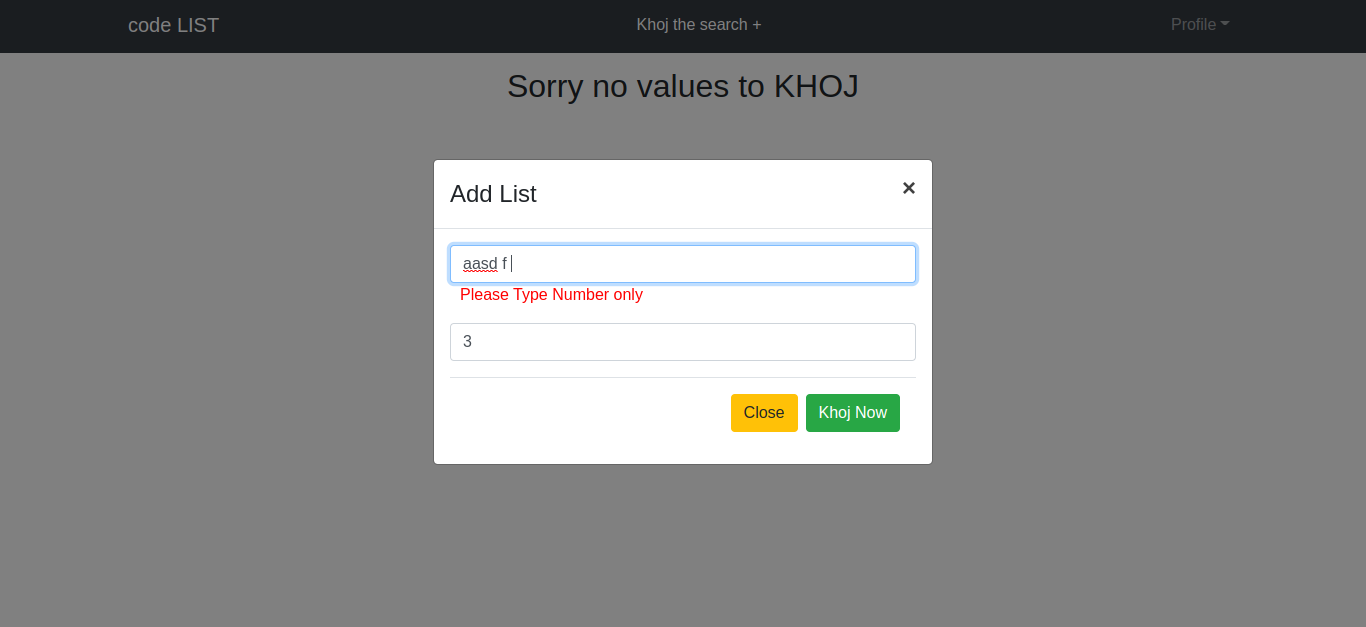 code LIST Khoj the search + Profile
Sorry no values to KHOJ
Add List ×
aasd f
Please Type Number only
3
Close Khoj Now